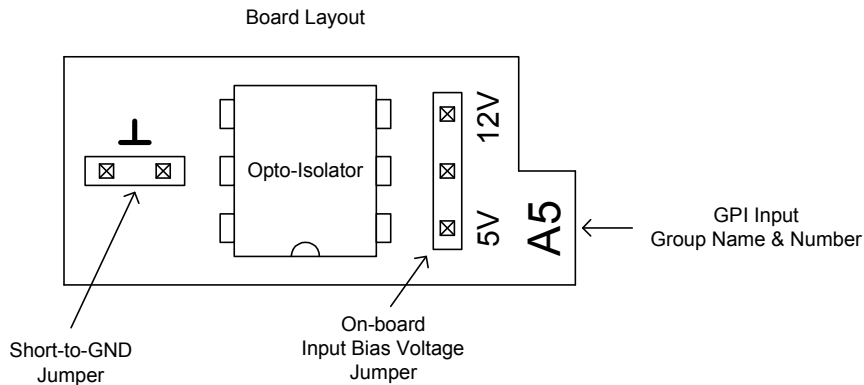 Board Layout
12V
Opto-Isolator
5V
A5
GPI Input
Group Name & Number
On-board
Input Bias Voltage
Jumper
Short-to-GND
Jumper